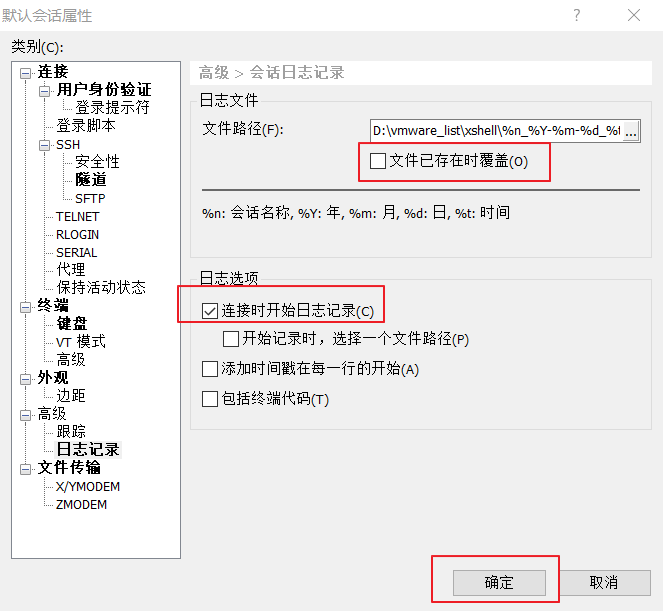 默认会话属性
?
类别(C):
连接
用户身份验证
登录提示符
登录脚本
SSH
安全性
隧道
SFTP
TELNET
RLOGIN
SERIAL
代理
保持活动状态
终端
键盘
VT 模式
高级
外观
边距
高级
跟踪
日志记录
文件传输
X/YMODEM
ZMODEM
高级 > 会话日志记录
日志文件
文件路径(F):
D:\vmware_list\xshell\%n_%Y-%m-%d_%t ...
文件已存在时覆盖(O)
%n: 会话名称, %Y: 年, %m: 月, %d: 日, %t: 时间
日志选项
连接时开始日志记录(C)
开始记录时，选择一个文件路径(P)
添加时间戳在每一行的开始(A)
包括终端代码(T)
确定
取消